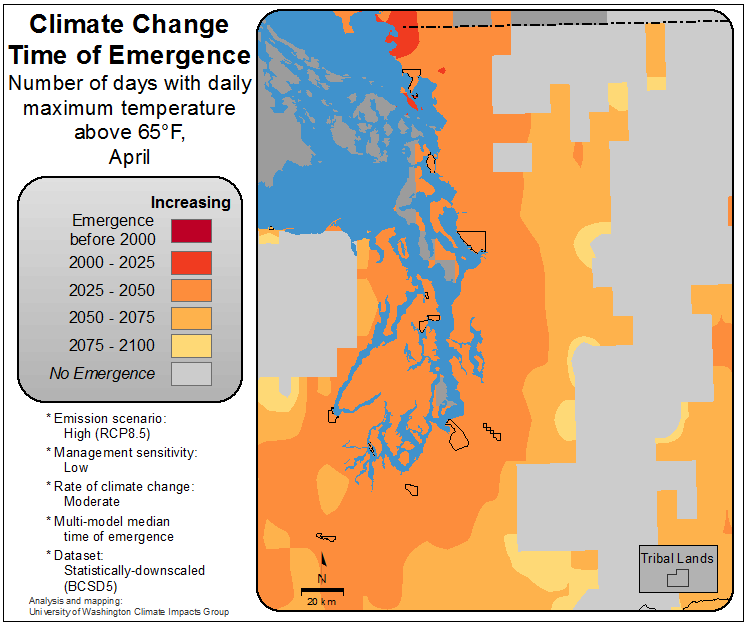 Climate Change
Time of Emergence
Number of days with daily
maximum temperature
above 65°F,
April
Increasing
Emergence
before 2000
2000 - 2025
2025 - 2050
2050 - 2075
2075 - 2100
No Emergence
* Emission scenario:
High (RCP8.5)
* Management sensitivity:
Low
* Rate of climate change:
Moderate
* Multi-model median
time of emergence
* Dataset:
Statistically-downscaled
(BCSD5)
Analysis and mapping:
University of Washington Climate Impacts Group
N
20 km
Tribal Lands